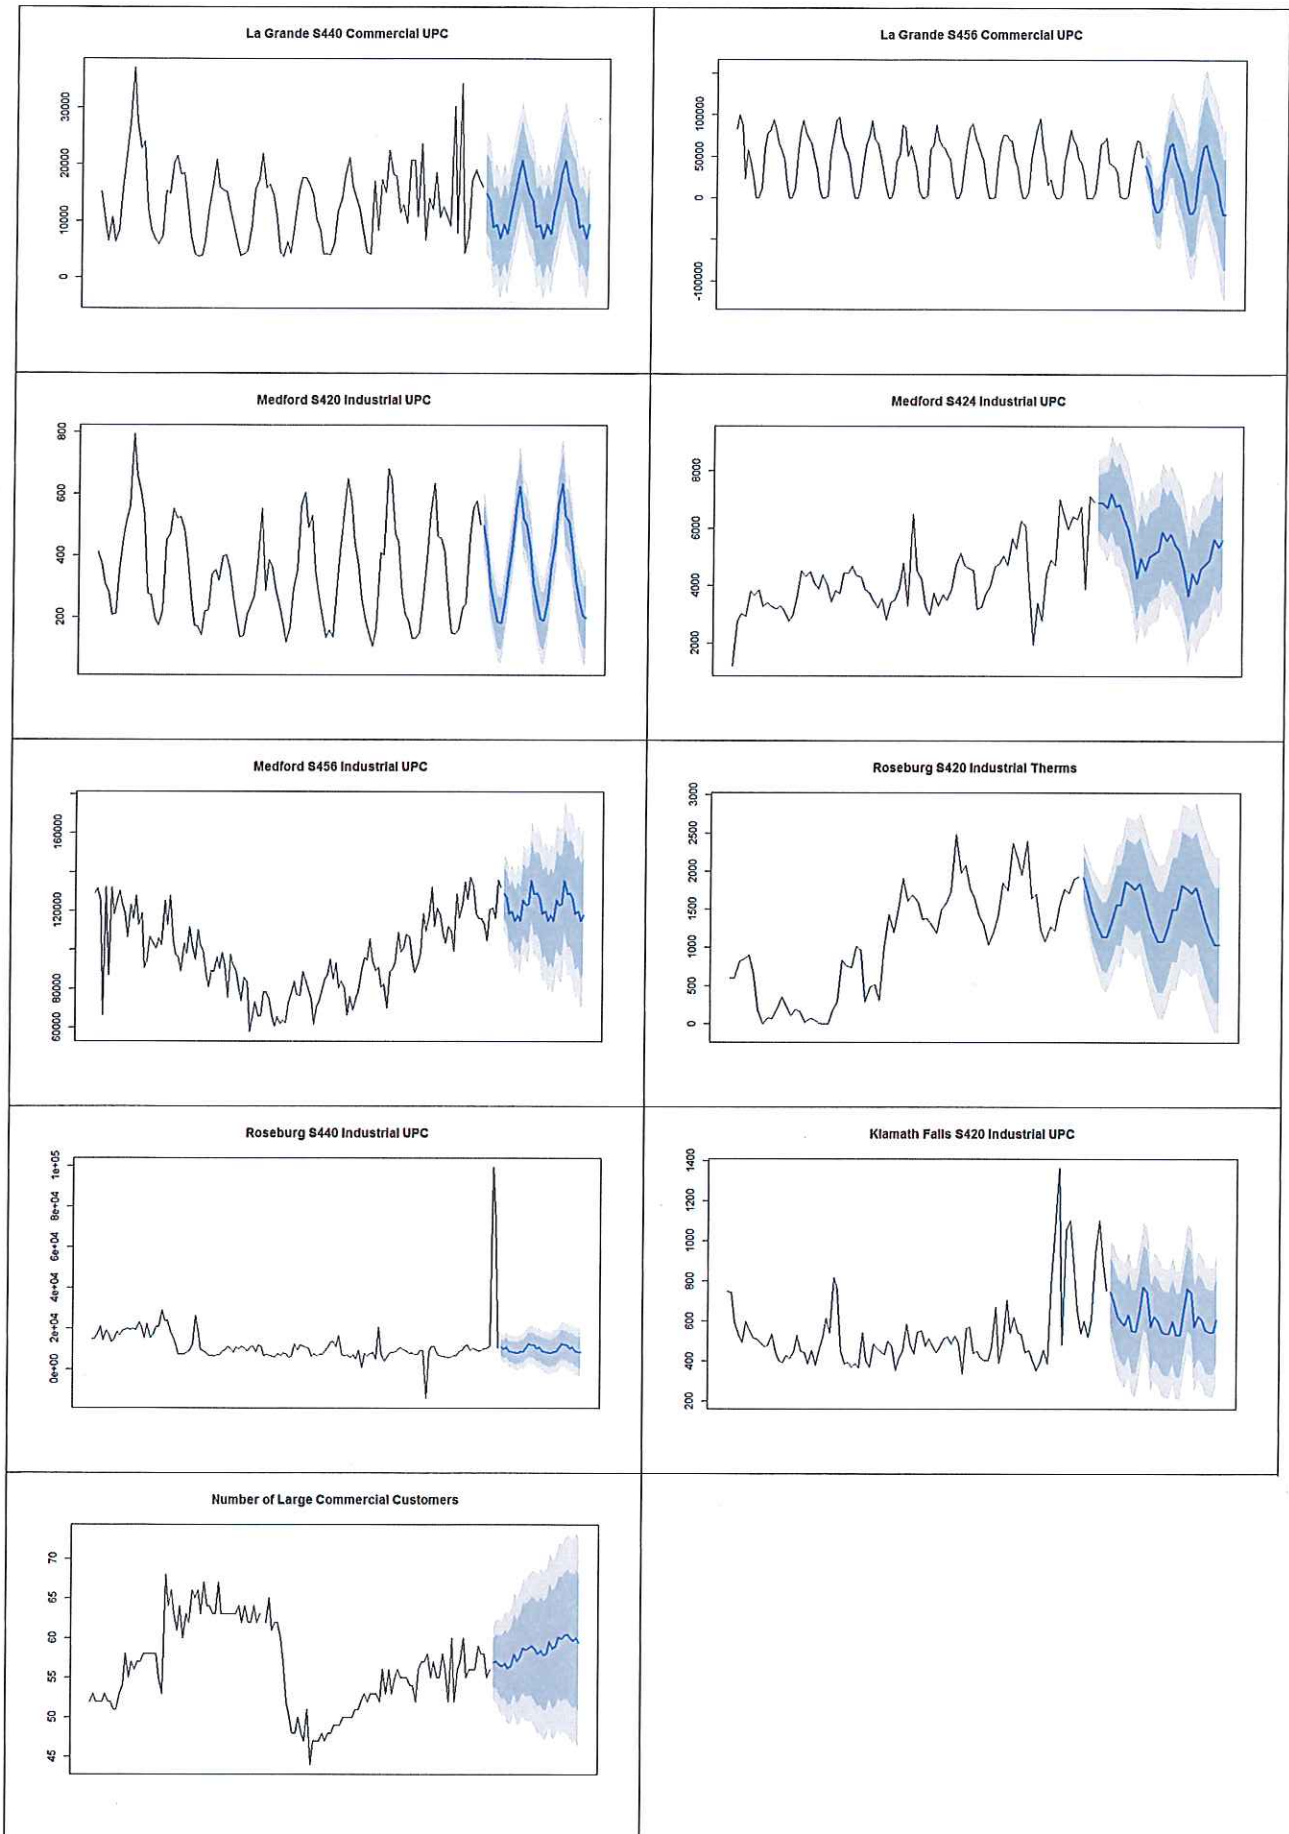 La Grande S440 Commercial UPC
30000
20000
10000
0
La Grande S456 Commercial UPC
100000
50000
0
-100000
Medford S420 Industrial UPC
800
600
400
200
Medford S424 Industrial UPC
8000
6000
4000
2000
Medford S456 Industrial UPC
160000
120000
80000
60000
Roseburg S420 Industrial Therms
3000
2500
2000
1500
1000
500
0
Roseburg S440 Industrial UPC
1e+05
8e+04
6e+04
4e+04
2e+04
0e+00
Klamath Falls S420 Industrial UPC
1400
1200
1000
800
600
400
200
Number of Large Commercial Customers
70
65
60
55
50
45